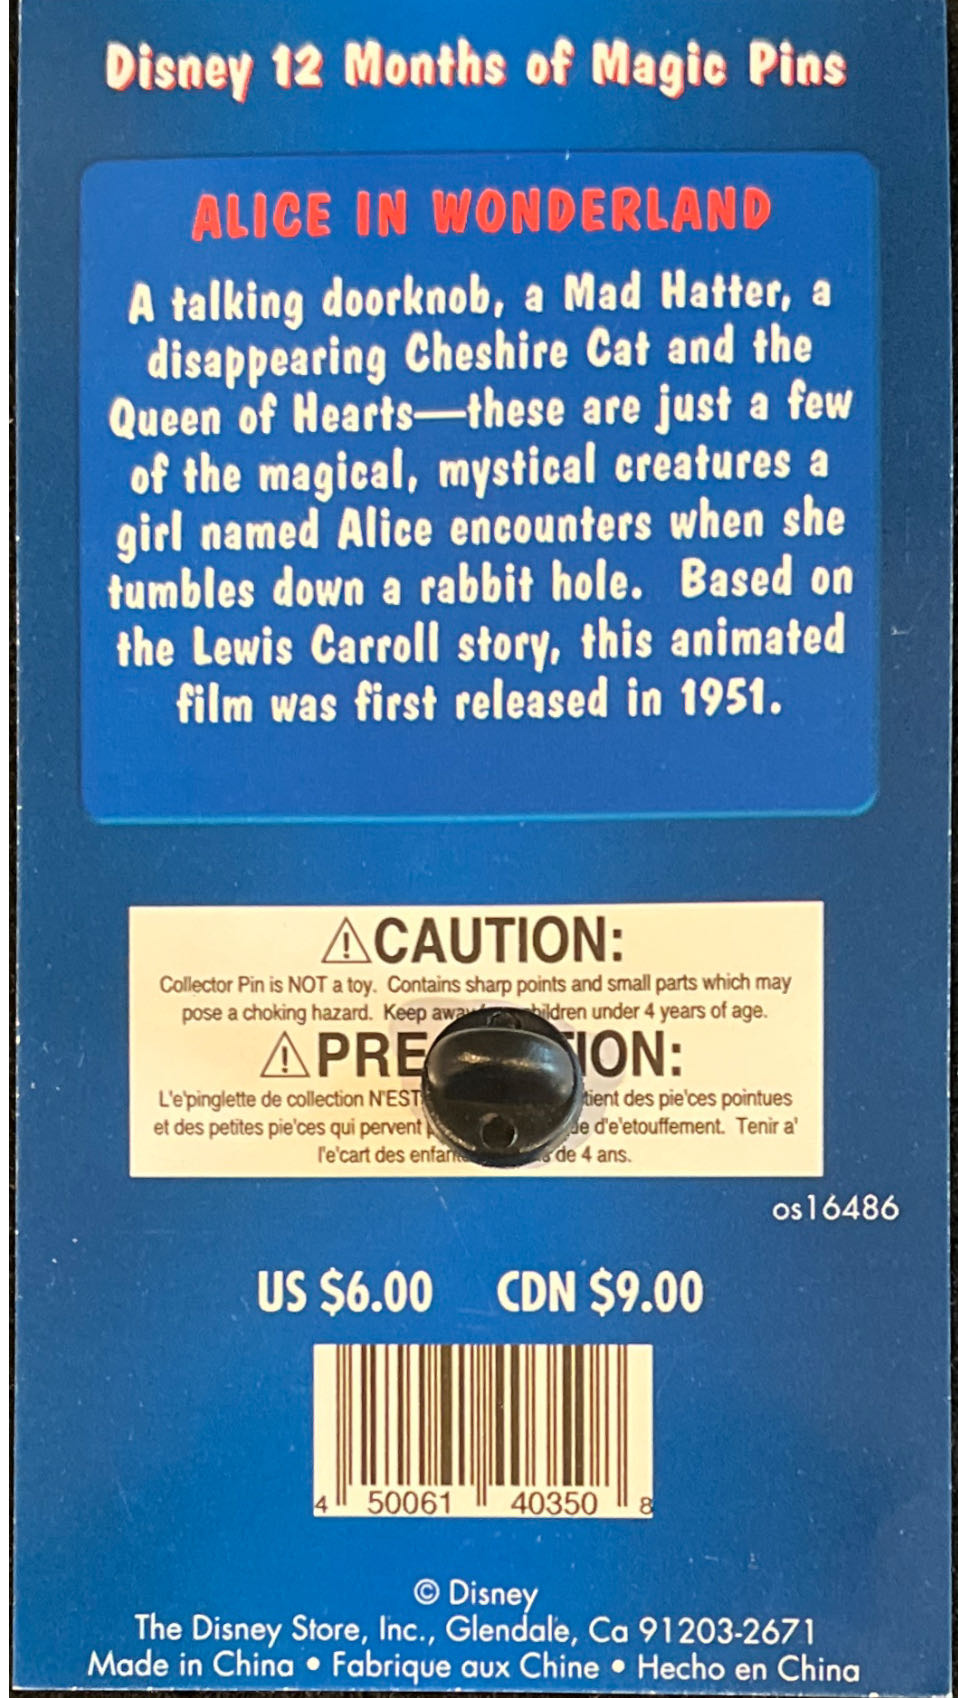 Disney 12 Months of Magic Pins
ALICE IN WONDERLAND
A talking doorknob, a Mad Hatter, a
disappearing Cheshire Cat and the
Queen of Hearts—these are just a few
of the magical, mystical creatures a
girl named Alice encounters when she
tumbles down a rabbit hole. Based on
the Lewis Carroll story, this animated
film was first released in 1951.
CAUTION:
Collector Pin is NOT a toy. Contains sharp points and small parts which may
pose a choking hazard. Keep away children under 4 years of age.
PRE ION:
L'e'pinglette de collection N'EST tient des pie'ces pointues
et des petites pie'ces qui pervent d'e'etouffement. Tenir a'
l'e'cart des enfan de 4 ans.
os16486
US $6.00 CDN $9.00
4 50061 40350 8
© Disney
The Disney Store, Inc., Glendale, Ca 91203-2671
Made in China • Fabrique aux Chine • Hecho en China